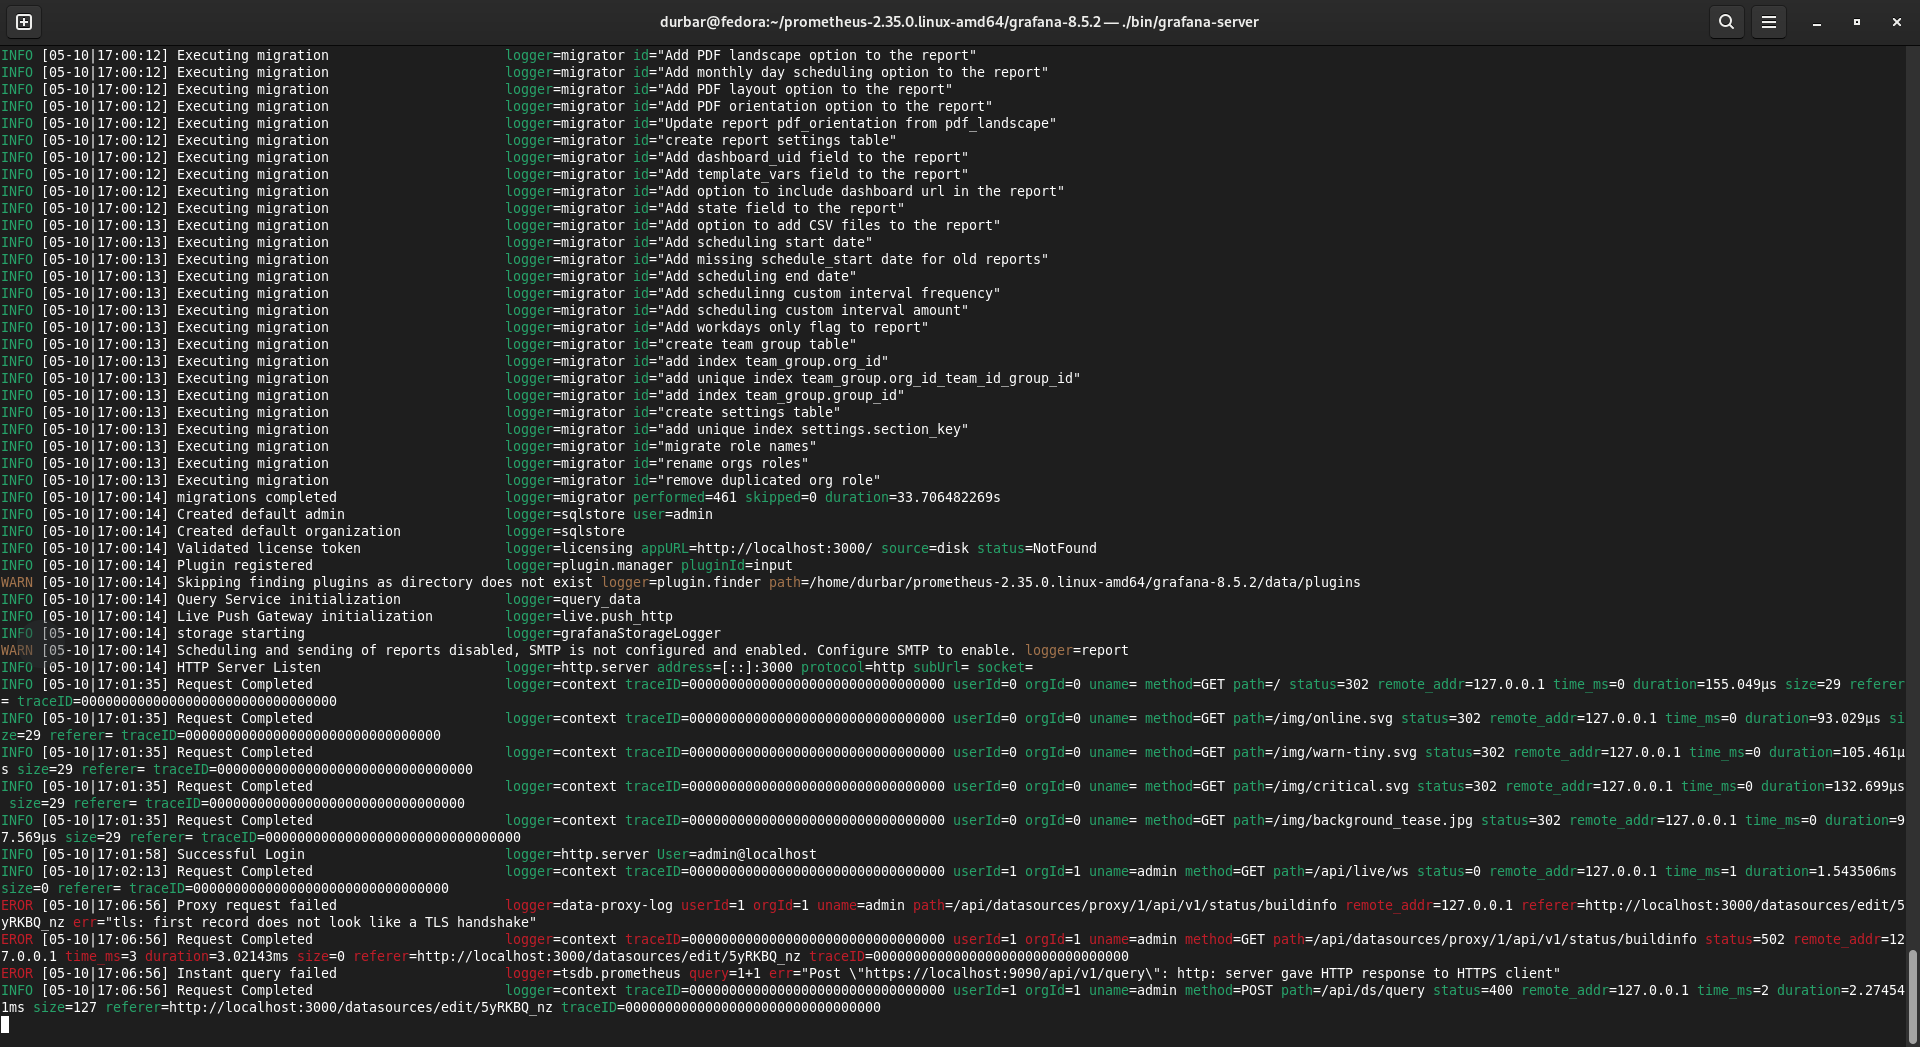 durbar@fedora:~/prometheus-2.35.0.linux-amd64/grafana-8.5.2 — ./bin/grafana-server
INFO [05-10|17:00:12] Executing migration                      logger=migrator id="Add PDF landscape option to the report"
INFO [05-10|17:00:12] Executing migration                      logger=migrator id="Add monthly day scheduling option to the report"
INFO [05-10|17:00:12] Executing migration                      logger=migrator id="Add PDF layout option to the report"
INFO [05-10|17:00:12] Executing migration                      logger=migrator id="Add PDF orientation option to the report"
INFO [05-10|17:00:12] Executing migration                      logger=migrator id="Update report pdf_orientation from pdf_landscape"
INFO [05-10|17:00:12] Executing migration                      logger=migrator id="create report settings table"
INFO [05-10|17:00:12] Executing migration                      logger=migrator id="Add dashboard_uid field to the report"
INFO [05-10|17:00:12] Executing migration                      logger=migrator id="Add template_vars field to the report"
INFO [05-10|17:00:12] Executing migration                      logger=migrator id="Add option to include dashboard url in the report"
INFO [05-10|17:00:12] Executing migration                      logger=migrator id="Add state field to the report"
INFO [05-10|17:00:13] Executing migration                      logger=migrator id="Add option to add CSV files to the report"
INFO [05-10|17:00:13] Executing migration                      logger=migrator id="Add scheduling start date"
INFO [05-10|17:00:13] Executing migration                      logger=migrator id="Add missing schedule_start date for old reports"
INFO [05-10|17:00:13] Executing migration                      logger=migrator id="Add scheduling end date"
INFO [05-10|17:00:13] Executing migration                      logger=migrator id="Add schedulinng custom interval frequency"
INFO [05-10|17:00:13] Executing migration                      logger=migrator id="Add scheduling custom interval amount"
INFO [05-10|17:00:13] Executing migration                      logger=migrator id="Add workdays only flag to report"
INFO [05-10|17:00:13] Executing migration                      logger=migrator id="create team group table"
INFO [05-10|17:00:13] Executing migration                      logger=migrator id="add index team_group.org_id"
INFO [05-10|17:00:13] Executing migration                      logger=migrator id="add unique index team_group.org_id_team_id_group_id"
INFO [05-10|17:00:13] Executing migration                      logger=migrator id="add index team_group.group_id"
INFO [05-10|17:00:13] Executing migration                      logger=migrator id="create settings table"
INFO [05-10|17:00:13] Executing migration                      logger=migrator id="add unique index settings.section_key"
INFO [05-10|17:00:13] Executing migration                      logger=migrator id="migrate role names"
INFO [05-10|17:00:13] Executing migration                      logger=migrator id="rename orgs roles"
INFO [05-10|17:00:13] Executing migration                      logger=migrator id="remove duplicated org role"
INFO [05-10|17:00:14] migrations completed                     logger=migrator performed=461 skipped=0 duration=33.706482269s
INFO [05-10|17:00:14] Created default admin                    logger=sqlstore user=admin
INFO [05-10|17:00:14] Created default organization             logger=sqlstore
INFO [05-10|17:00:14] Validated license token                  logger=licensing appURL=http://localhost:3000/ source=disk status=NotFound
INFO [05-10|17:00:14] Plugin registered                        logger=plugin.manager pluginId=input
WARN [05-10|17:00:14] Skipping finding plugins as directory does not exist logger=plugin.finder path=/home/durbar/prometheus-2.35.0.linux-amd64/grafana-8.5.2/data/plugins
INFO [05-10|17:00:14] Query Service initialization             logger=query_data
INFO [05-10|17:00:14] Live Push Gateway initialization         logger=live.push_http
INFO [05-10|17:00:14] storage starting                         logger=grafanaStorageLogger
WARN [05-10|17:00:14] Scheduling and sending of reports disabled, SMTP is not configured and enabled. Configure SMTP to enable. logger=report
INFO [05-10|17:00:14] HTTP Server Listen                       logger=http.server address=[::]:3000 protocol=http subUrl= socket=
INFO [05-10|17:01:35] Request Completed                        logger=context traceID=00000000000000000000000000000000 userId=0 orgId=0 uname= method=GET path=/ status=302 remote_addr=127.0.0.1 time_ms=0 duration=155.049µs size=29 referer
= traceID=00000000000000000000000000000000
INFO [05-10|17:01:35] Request Completed                        logger=context traceID=00000000000000000000000000000000 userId=0 orgId=0 uname= method=GET path=/img/online.svg status=302 remote_addr=127.0.0.1 time_ms=0 duration=93.029µs si
ze=29 referer= traceID=00000000000000000000000000000000
INFO [05-10|17:01:35] Request Completed                        logger=context traceID=00000000000000000000000000000000 userId=0 orgId=0 uname= method=GET path=/img/warn-tiny.svg status=302 remote_addr=127.0.0.1 time_ms=0 duration=105.461µ
s size=29 referer= traceID=00000000000000000000000000000000
INFO [05-10|17:01:35] Request Completed                        logger=context traceID=00000000000000000000000000000000 userId=0 orgId=0 uname= method=GET path=/img/critical.svg status=302 remote_addr=127.0.0.1 time_ms=0 duration=132.699µs
 size=29 referer= traceID=00000000000000000000000000000000
INFO [05-10|17:01:35] Request Completed                        logger=context traceID=00000000000000000000000000000000 userId=0 orgId=0 uname= method=GET path=/img/background_tease.jpg status=302 remote_addr=127.0.0.1 time_ms=0 duration=9
7.569µs size=29 referer= traceID=00000000000000000000000000000000
INFO [05-10|17:01:58] Successful Login                         logger=http.server User=admin@localhost
INFO [05-10|17:02:13] Request Completed                        logger=context traceID=00000000000000000000000000000000 userId=1 orgId=1 uname=admin method=GET path=/api/live/ws status=0 remote_addr=127.0.0.1 time_ms=1 duration=1.543506ms
size=0 referer= traceID=00000000000000000000000000000000
EROR [05-10|17:06:56] Proxy request failed                     logger=data-proxy-log userId=1 orgId=1 uname=admin path=/api/datasources/proxy/1/api/v1/status/buildinfo remote_addr=127.0.0.1 referer=http://localhost:3000/datasources/edit/5
yRKBQ_nz err="tls: first record does not look like a TLS handshake"
EROR [05-10|17:06:56] Request Completed                        logger=context traceID=00000000000000000000000000000000 userId=1 orgId=1 uname=admin method=GET path=/api/datasources/proxy/1/api/v1/status/buildinfo status=502 remote_addr=12
7.0.0.1 time_ms=3 duration=3.02143ms size=0 referer=http://localhost:3000/datasources/edit/5yRKBQ_nz traceID=00000000000000000000000000000000
EROR [05-10|17:06:56] Instant query failed                     logger=tsdb.prometheus query=1+1 err="Post \"https://localhost:9090/api/v1/query\": http: server gave HTTP response to HTTPS client"
INFO [05-10|17:06:56] Request Completed                        logger=context traceID=00000000000000000000000000000000 userId=1 orgId=1 uname=admin method=POST path=/api/ds/query status=400 remote_addr=127.0.0.1 time_ms=2 duration=2.27454
1ms size=127 referer=http://localhost:3000/datasources/edit/5yRKBQ_nz traceID=00000000000000000000000000000000